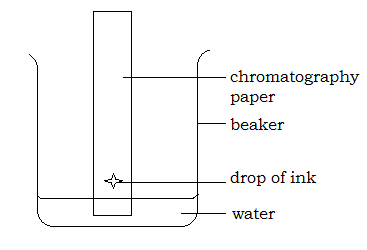 chromatography
paper
beaker
drop of ink
water